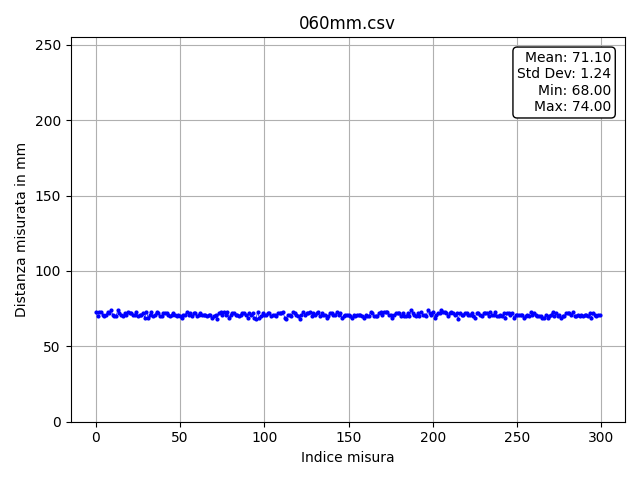 060mm.csv
Mean: 71.10
Std Dev: 1.24
Min: 68.00
Max: 74.00
Distanza misurata in mm
250
200
150
100
50
0
0 50 100 150 200 250 300
Indice misura